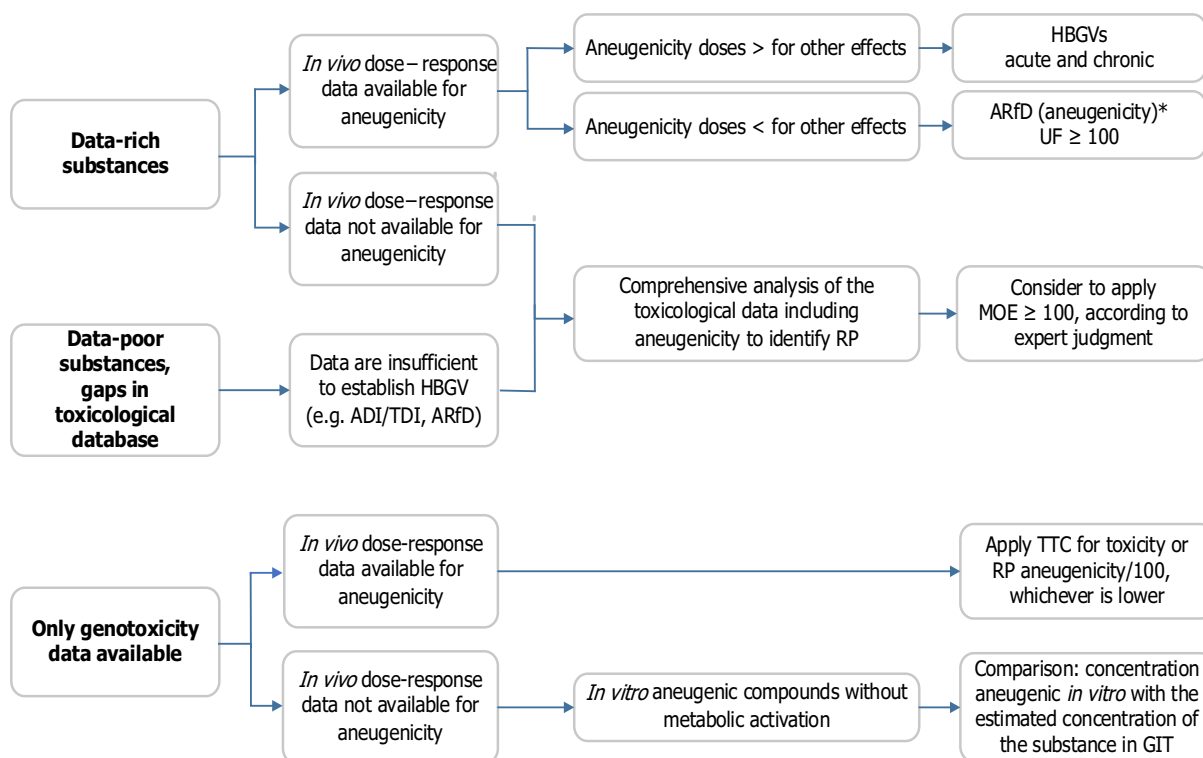 Data-rich
substances
In vivo dose – response
data available for
aneugenicity
Aneugenicity doses > for other effects
HBGVs
acute and chronic
Aneugenicity doses < for other effects
ARfD (aneugenicity)*
UF ≥ 100
In vivo dose – response
data not available for
aneugenicity
Data-poor
substances,
gaps in
toxicological
database
Data are insufficient
to establish HBGV
(e.g. ADI/TDI, ARfD)
Comprehensive analysis of the
toxicological data including
aneugenicity to identify RP
Consider to apply
MOE ≥ 100, according to
expert judgment
Only genotoxicity
data available
In vivo dose-response
data available for
aneugenicity
Apply TTC for toxicity or
RP aneugenicity/100,
whichever is lower
In vivo dose-response
data not available for
aneugenicity
In vitro aneugenic compounds without
metabolic activation
Comparison: concentration
aneugenic in vitro with the
estimated concentration of
the substance in GIT